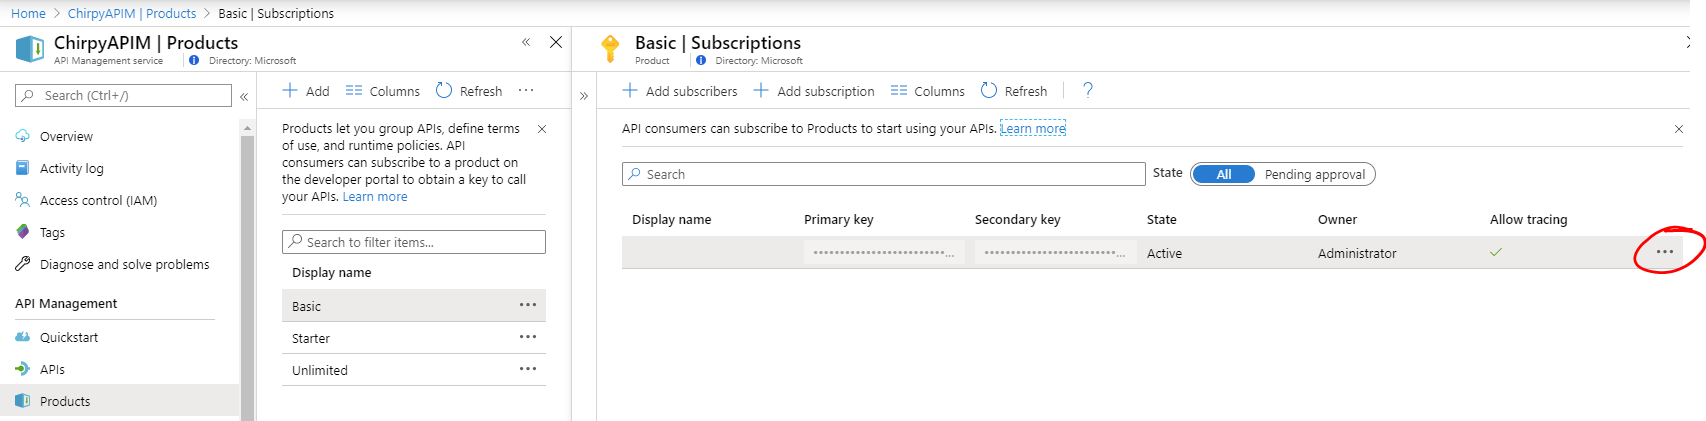 Home > ChirpyAPIM | Products > Basic | Subscriptions
ChirpyAPIM | Products
API Management service
Directory: Microsoft
Search (Ctrl+/)
Overview
Activity log
Access control (IAM)
Tags
Diagnose and solve problems
API Management
Quickstart
APIs
Products
Add
Columns
Refresh
Products let you group APIs, define terms
of use, and runtime policies. API
consumers can subscribe to a product on
the developer portal to obtain a key to call
your APIs. Learn more
Search to filter items...
Display name
Basic
Starter
Unlimited
Basic | Subscriptions
Product
Directory: Microsoft
Add subscribers
Add subscription
Columns
Refresh
?
API consumers can subscribe to Products to start using your APIs. Learn more
Search
State
All
Pending approval
Display name Primary key Secondary key State Owner Allow tracing
•••••••••••••••••••••••••... •••••••••••••••••••••••••... Active Administrator